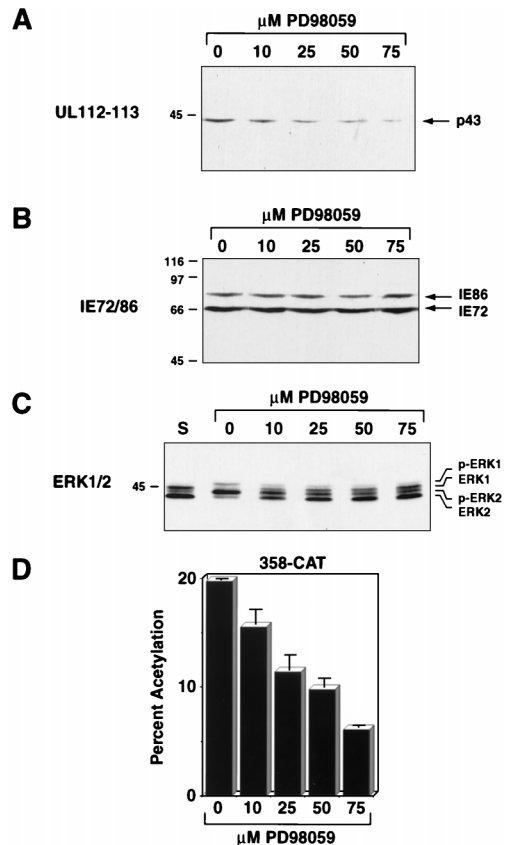 A
μM PD98059
0 10 25 50 75
UL112-113
45
p43
B
μM PD98059
0 10 25 50 75
116
97
IE72/86
66
45
IE86
IE72
C
μM PD98059
S 0 10 25 50 75
ERK1/2
45
p-ERK1
ERK1
p-ERK2
ERK2
D
358-CAT
Percent Acetylation
20
10
0
0 10 25 50 75
μM PD98059